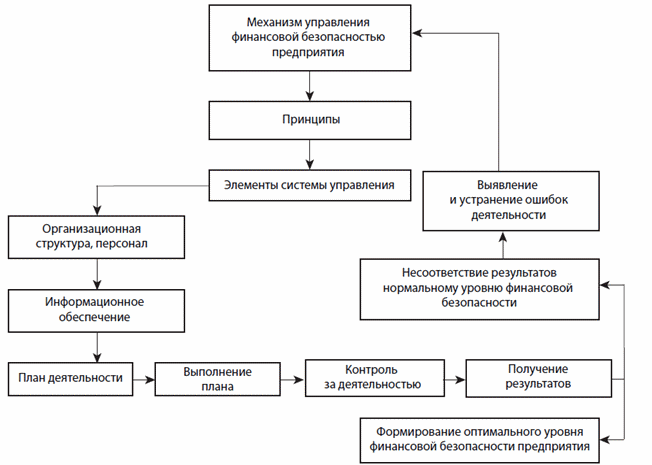 Механизм управления
финансовой безопасностью
предприятия
Принципы
Элементы системы управления
Выявление
и устранение ошибок
деятельности
Организационная
структура, персонал
Несоответствие результатов
нормальному уровню финансовой
безопасности
Информационное
обеспечение
План деятельности
Выполнение
плана
Контроль
за деятельностью
Получение
результатов
Формирование оптимального уровня
финансовой безопасности предприятия